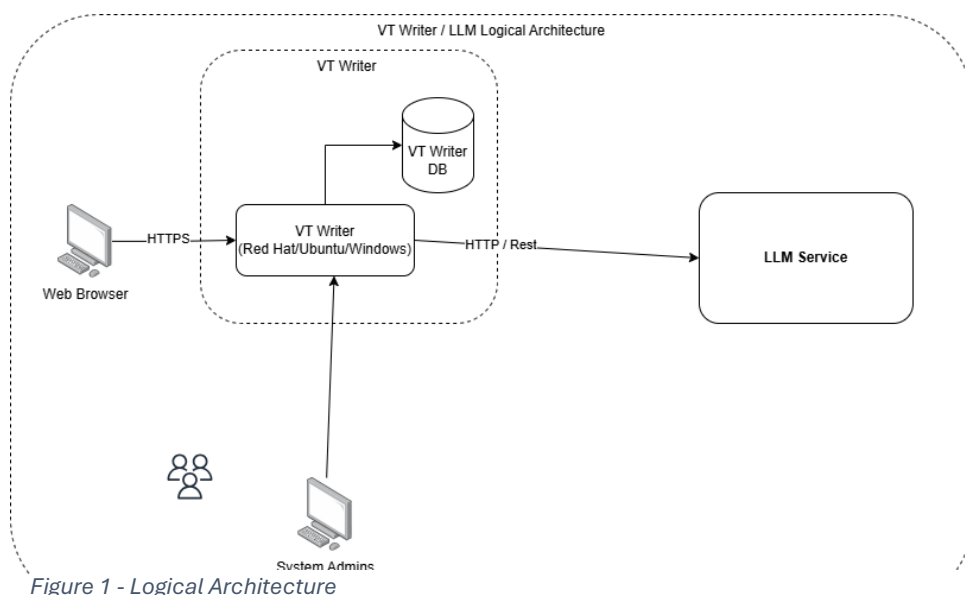 VT Writer / LLM Logical Architecture
VT Writer
VT Writer
DB
VT Writer
(Red Hat/Ubuntu/Windows)
HTTPS
HTTP / Rest
LLM Service
Web Browser
System Admins
Figure 1 - Logical Architecture